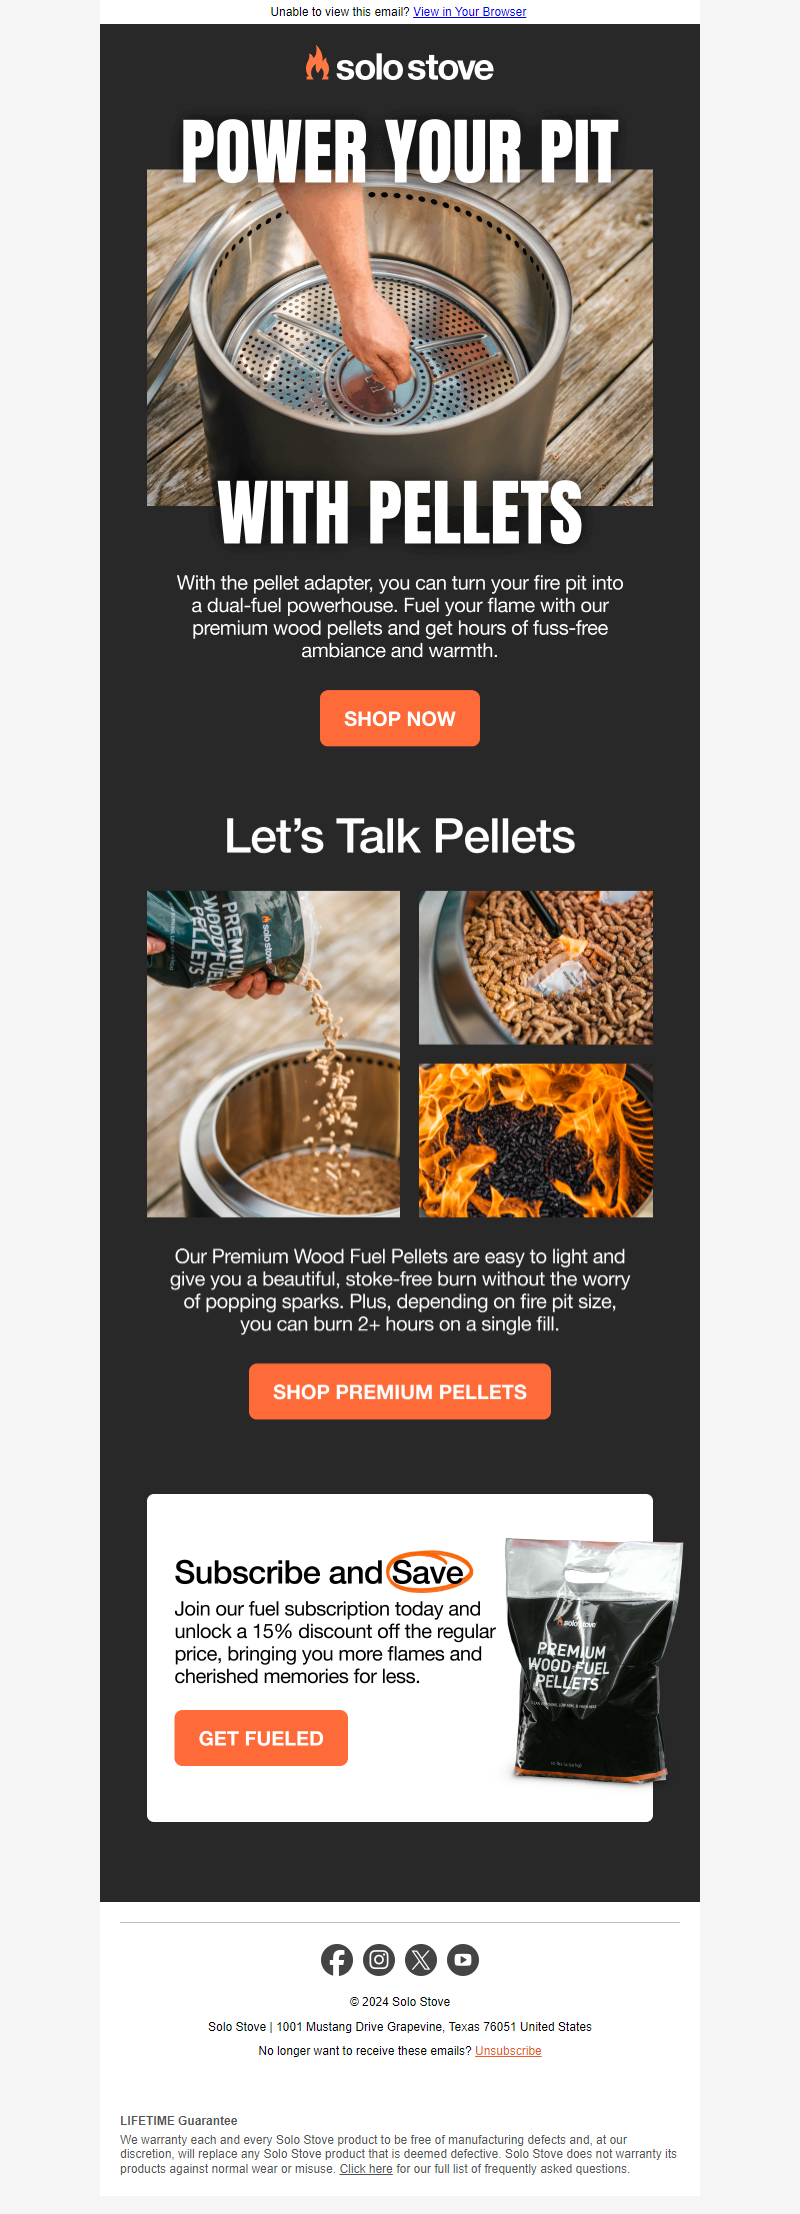 Unable to view this email? View in Your Browser
solo stove
POWER YOUR PIT
WITH PELLETS
With the pellet adapter, you can turn your fire pit into
a dual-fuel powerhouse. Fuel your flame with our
premium wood pellets and get hours of fuss-free
ambiance and warmth.
SHOP NOW
Let's Talk Pellets
solo stove
PREMIUM
WOOD FUEL
PELLETS
Our Premium Wood Fuel Pellets are easy to light and
give you a beautiful, stoke-free burn without the worry
of popping sparks. Plus, depending on fire pit size,
you can burn 2+ hours on a single fill.
SHOP PREMIUM PELLETS
Subscribe and Save
Join our fuel subscription today and
unlock a 15% discount off the regular
price, bringing you more flames and
cherished memories for less.
GET FUELED
solo stove
PREMIUM
WOOD FUEL
PELLETS
© 2024 Solo Stove
Solo Stove | 1001 Mustang Drive Grapevine, Texas 76051 United States
No longer want to receive these emails? Unsubscribe
LIFETIME Guarantee
We warranty each and every Solo Stove product to be free of manufacturing defects and, at our
discretion, will replace any Solo Stove product that is deemed defective. Solo Stove does not warranty its
products against normal wear or misuse. Click here for our full list of frequently asked questions.